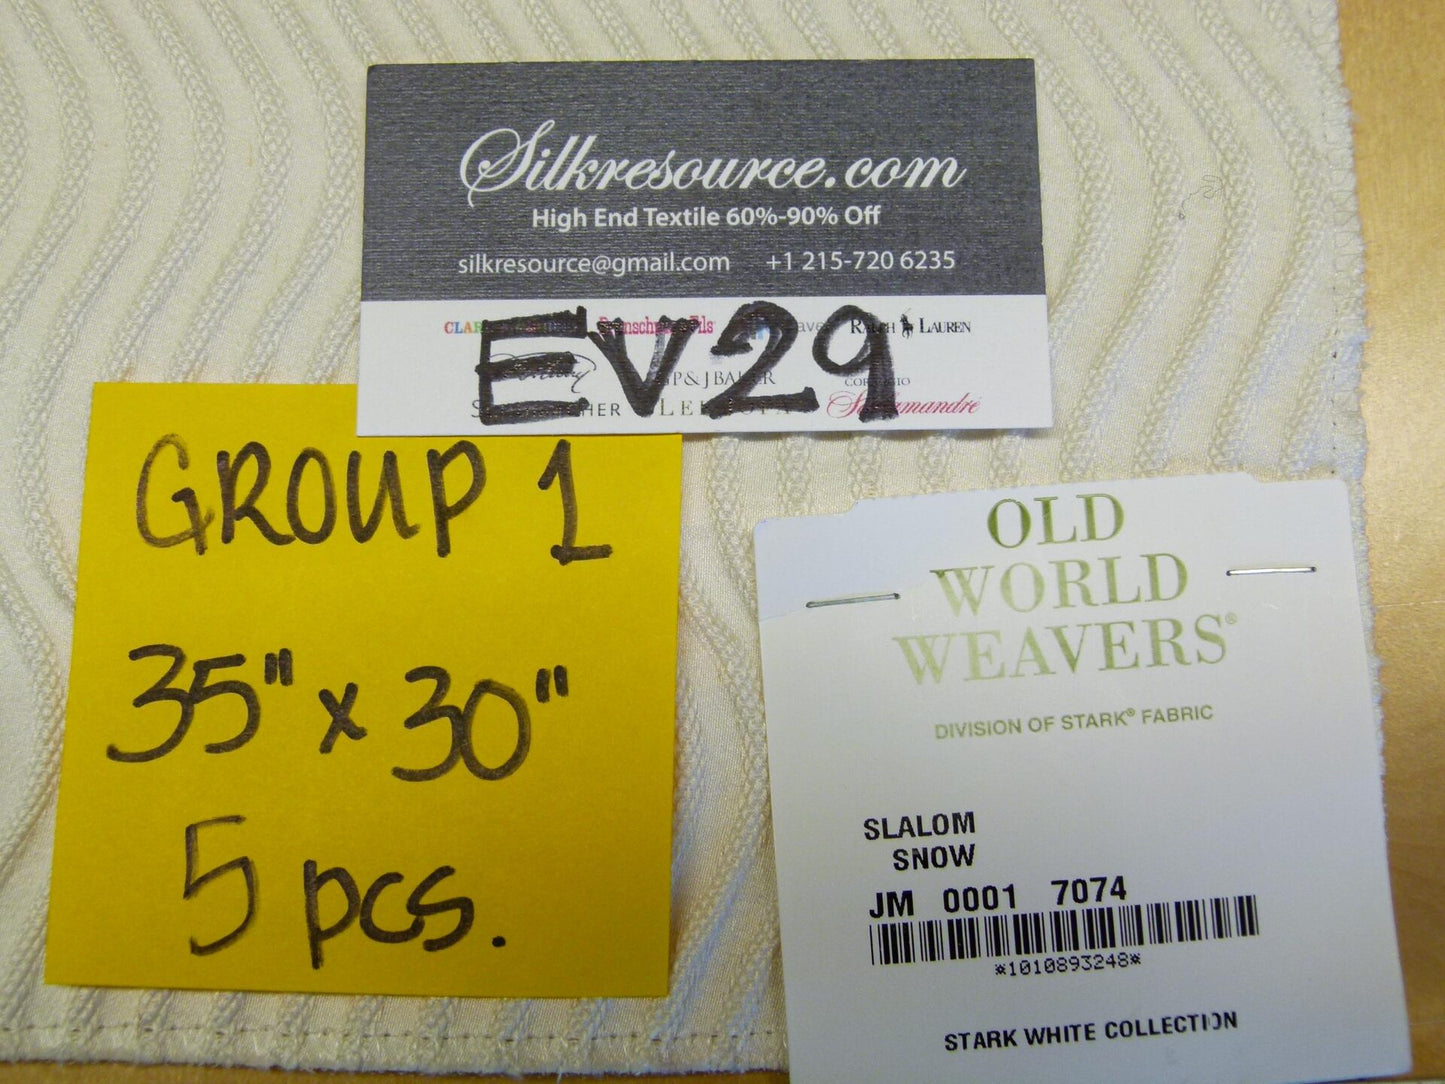 Silkresource.com
High End Textile 60%-90% Off
silkresource@gmail.com +1 215-720 6235
EV29
RALPH LAUREN
GP & J BAKER
Scalamandré
GROUP 1
35" x 30"
5 pcs.
OLD
WORLD
WEAVERS®
DIVISION OF STARK® FABRIC
SLALOM
SNOW
JM 0001 7074
*1010893248*
STARK WHITE COLLECTION